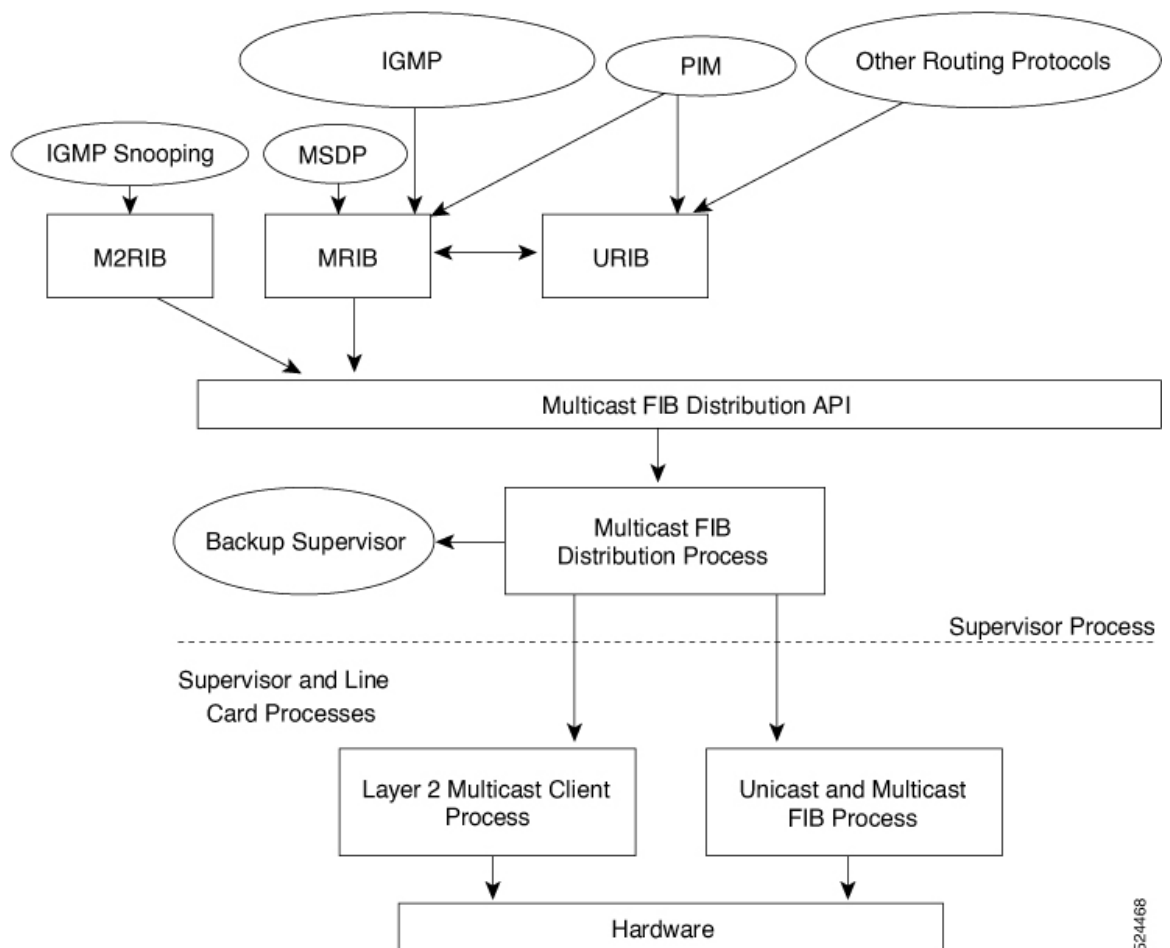 IGMP
PIM
Other Routing Protocols
IGMP Snooping
MSDP
M2RIB
MRIB
URIB
Multicast FIB Distribution API
Backup Supervisor
Multicast FIB
Distribution Process
Supervisor Process
Supervisor and Line
Card Processes
Layer 2 Multicast Client
Process
Unicast and Multicast
FIB Process
Hardware
524468